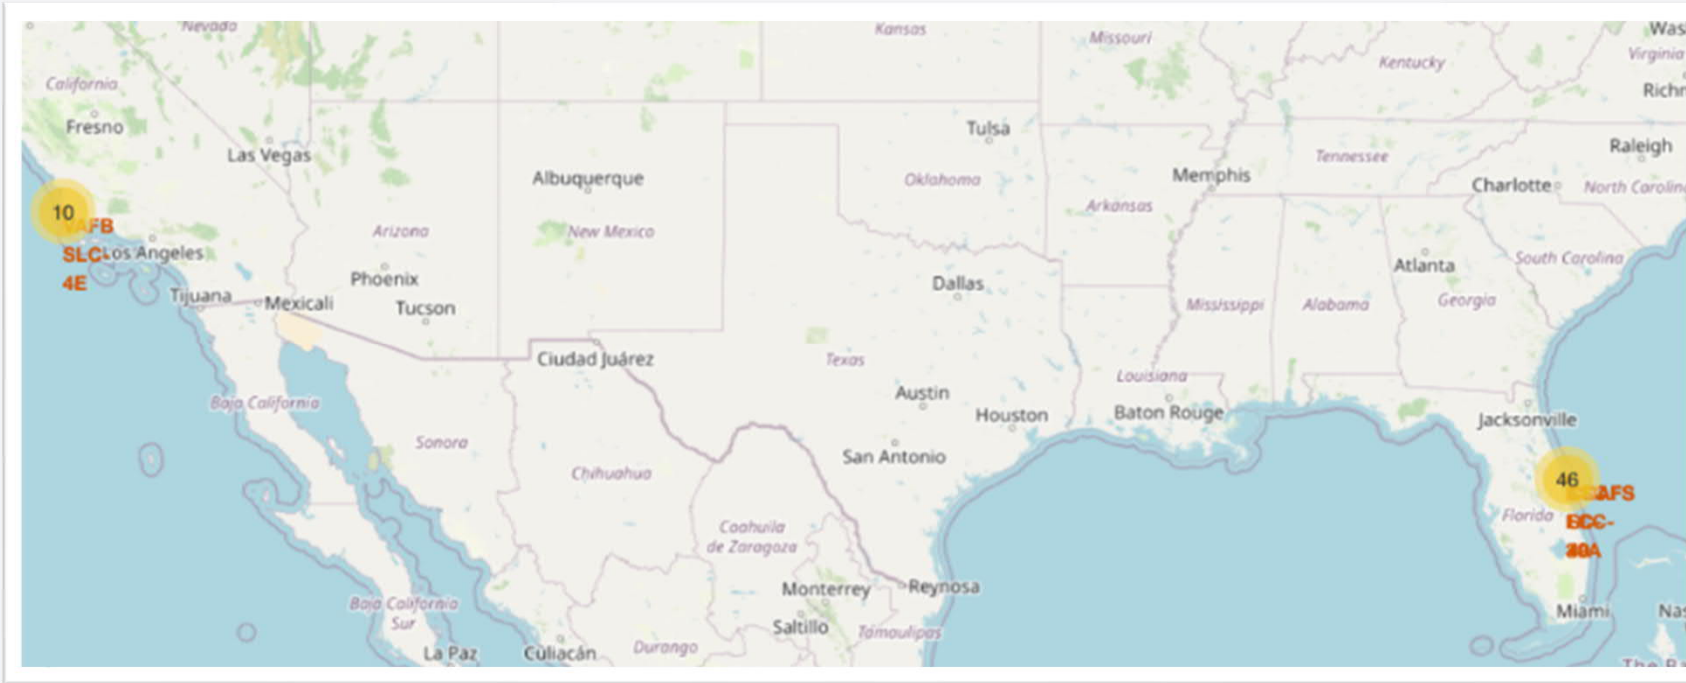 Nevada
Kansas
Missouri
Kentucky
Virginia
California
Fresno
Las Vegas
Tulsa
Raleigh
Albuquerque
Oklahoma
Memphis
Tennessee
Charlotte
North Carolin
Arkansas
10
VAFB
SLC-
4E
Los Angeles
Arizona
New Mexico
Phoenix
Dallas
Atlanta
South Carolina
Tijuana
Mexicali
Tucson
Mississippi
Alabama
Georgia
Ciudad Juárez
Texas
Louisiana
Baja California
Austin
Houston
Baton Rouge
Jacksonville
Sonora
Chihuahua
San Antonio
46
Florida
Coahuila
de Zaragoza
Monterrey
Reynosa
Miami
Baja California
Sur
Saltillo
Tamaulipas
La Paz
Culiacán
Durango